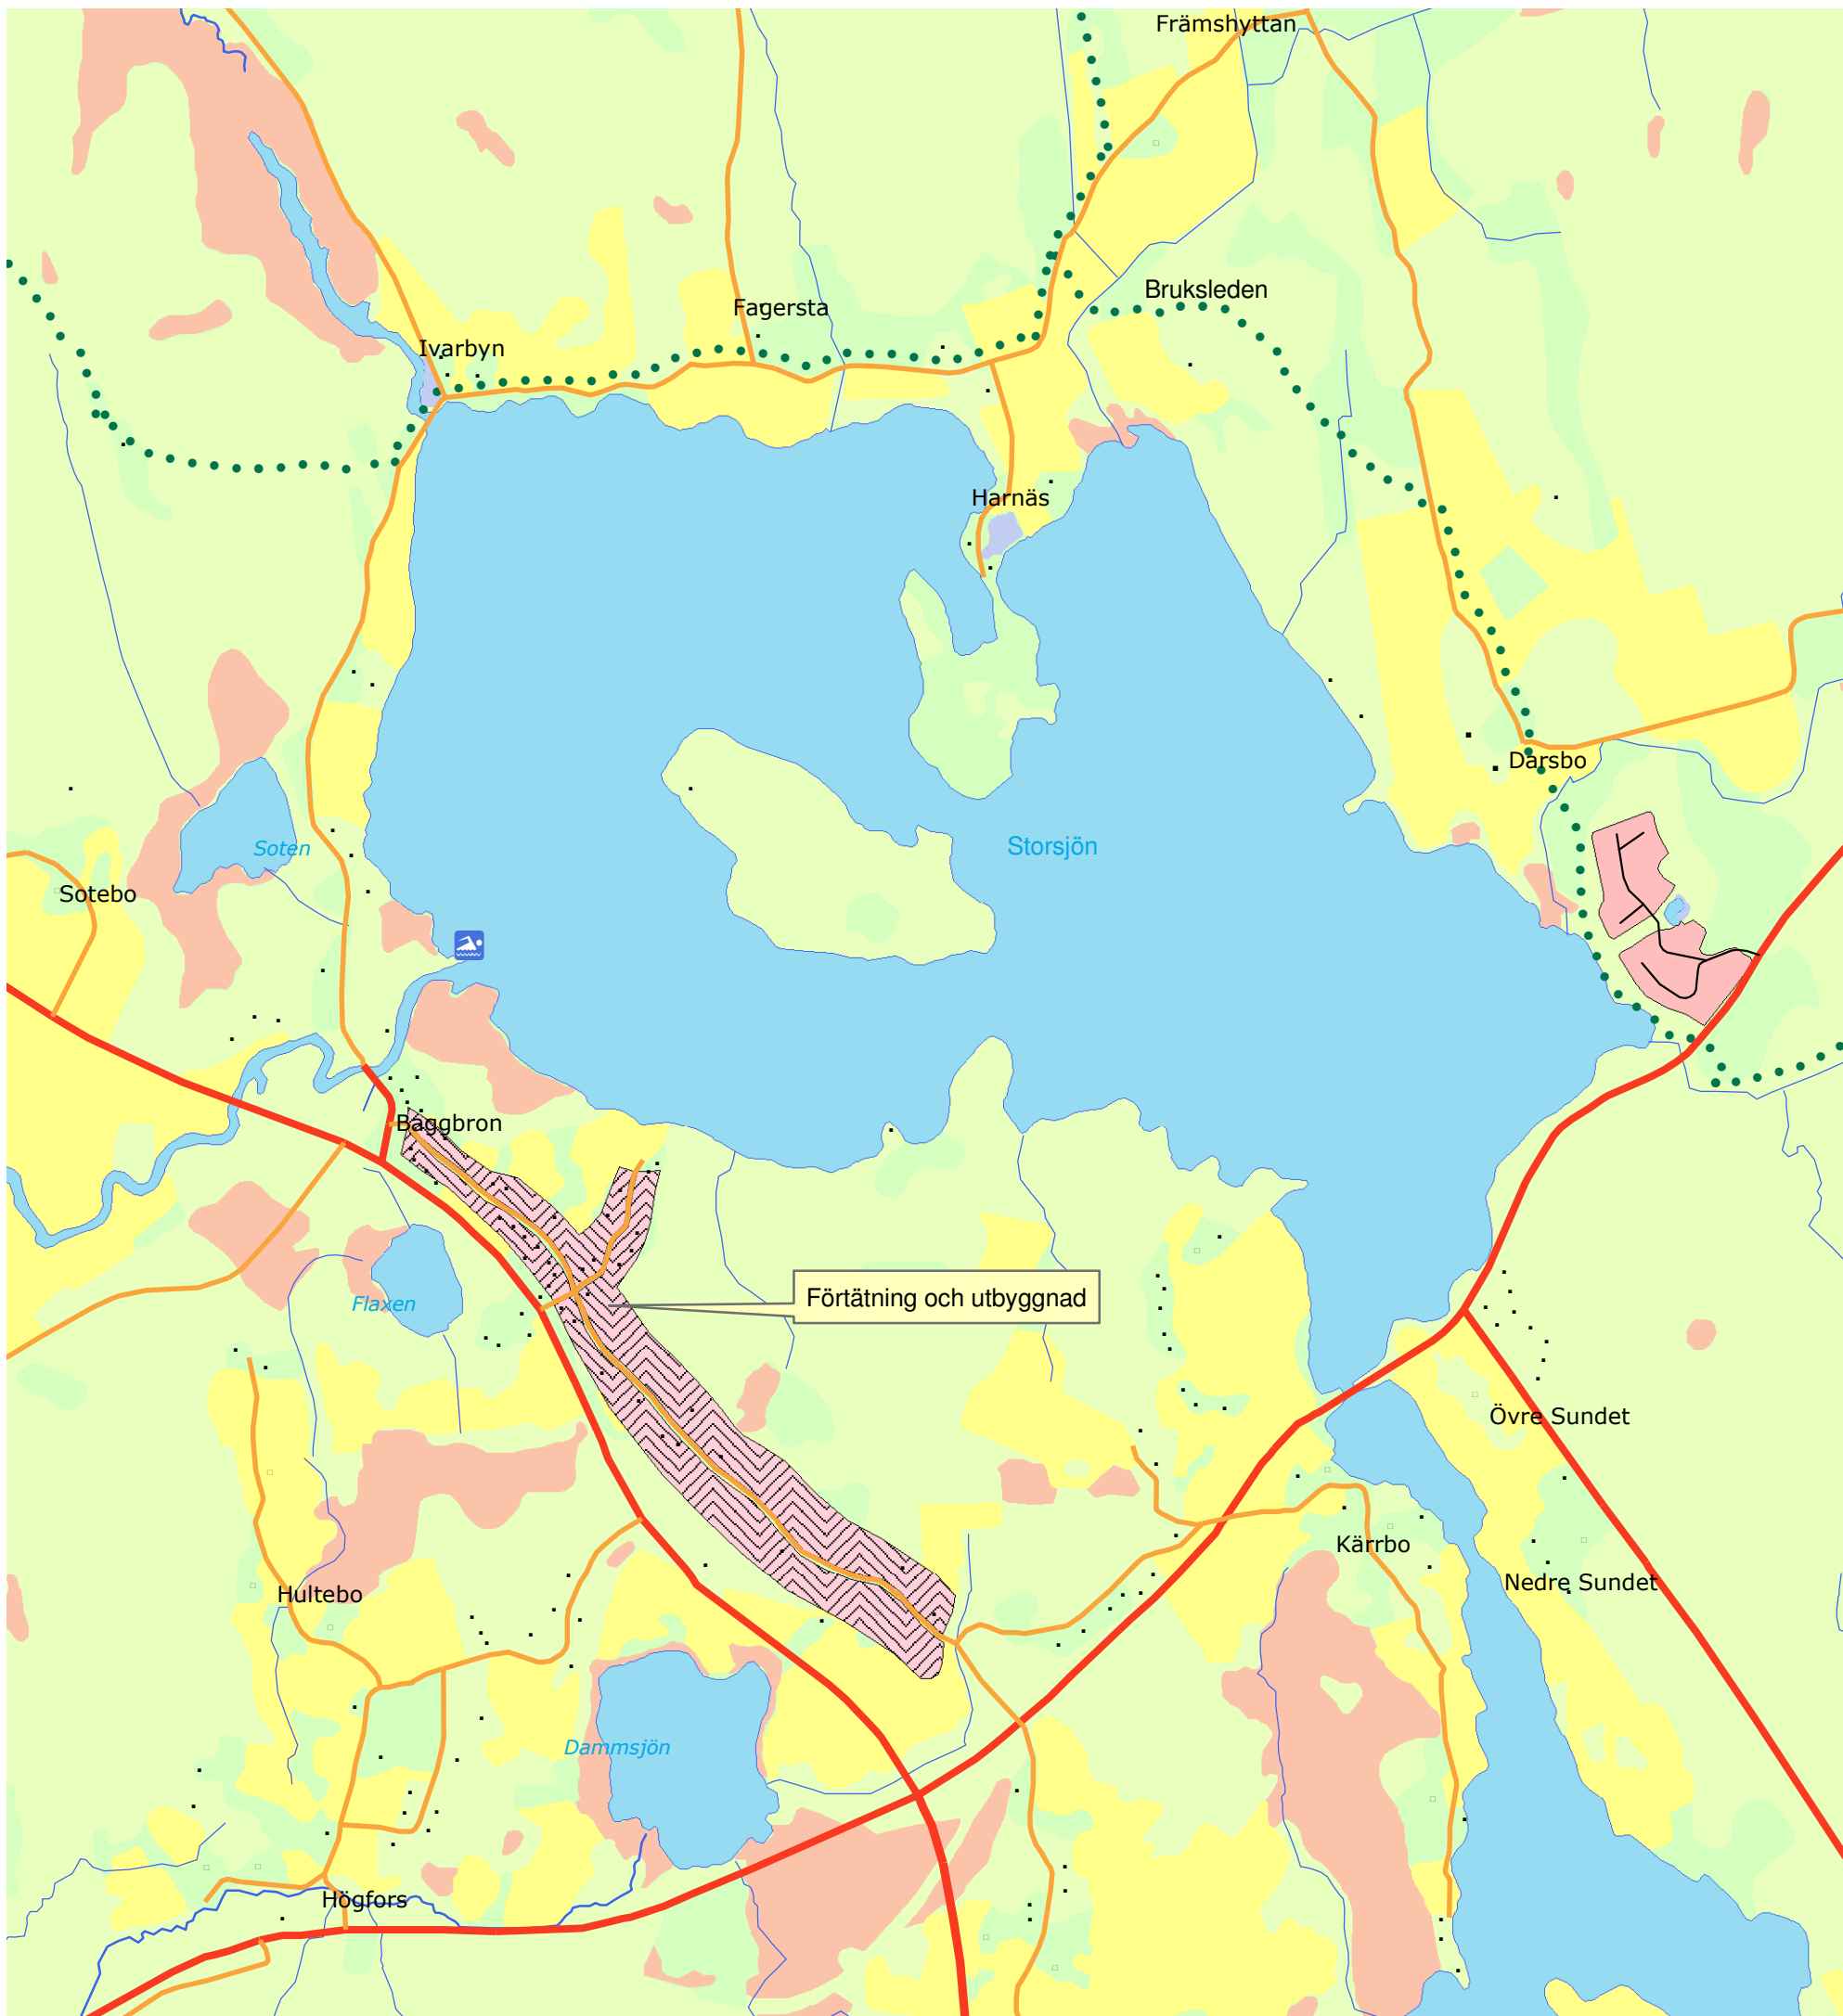 Främshyttan
Bruksleden
Fagersta
Ivarbyn
Harnäs
Darsbo
Storsjön
Soten
Sotebo
Baggbron
Förtätning och utbyggnad
Flaxen
Övre Sundet
Kärrbo
Nedre Sundet
Hultebo
Dammsjön
Högfors